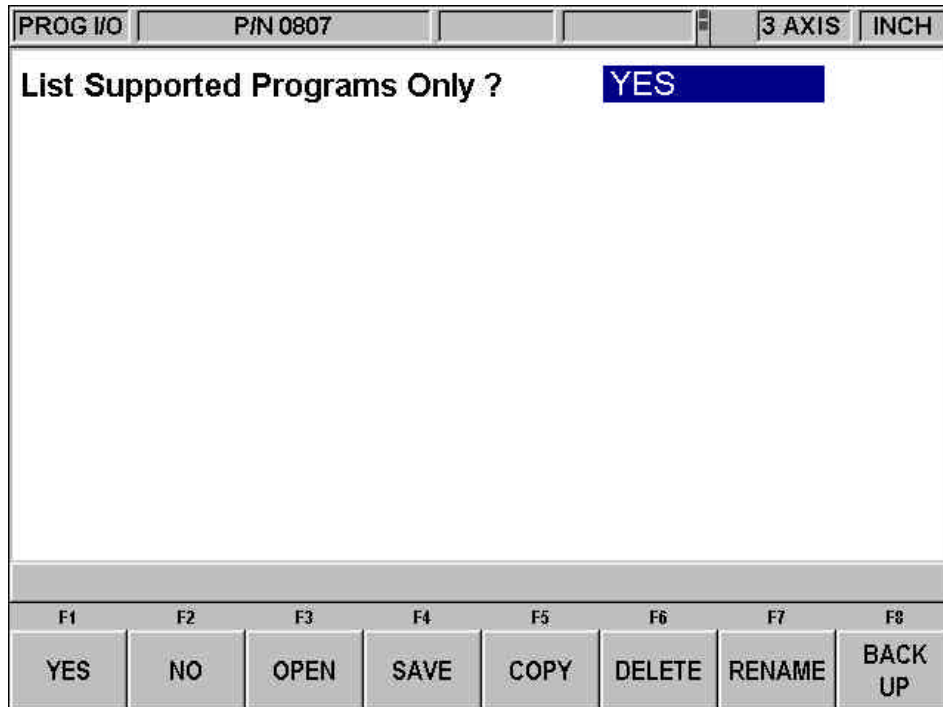 PROG I/O P/N 0807 3 AXIS INCH
List Supported Programs Only ? YES
F1 F2 F3 F4 F5 F6 F7 F8
YES NO OPEN SAVE COPY DELETE RENAME BACK
UP